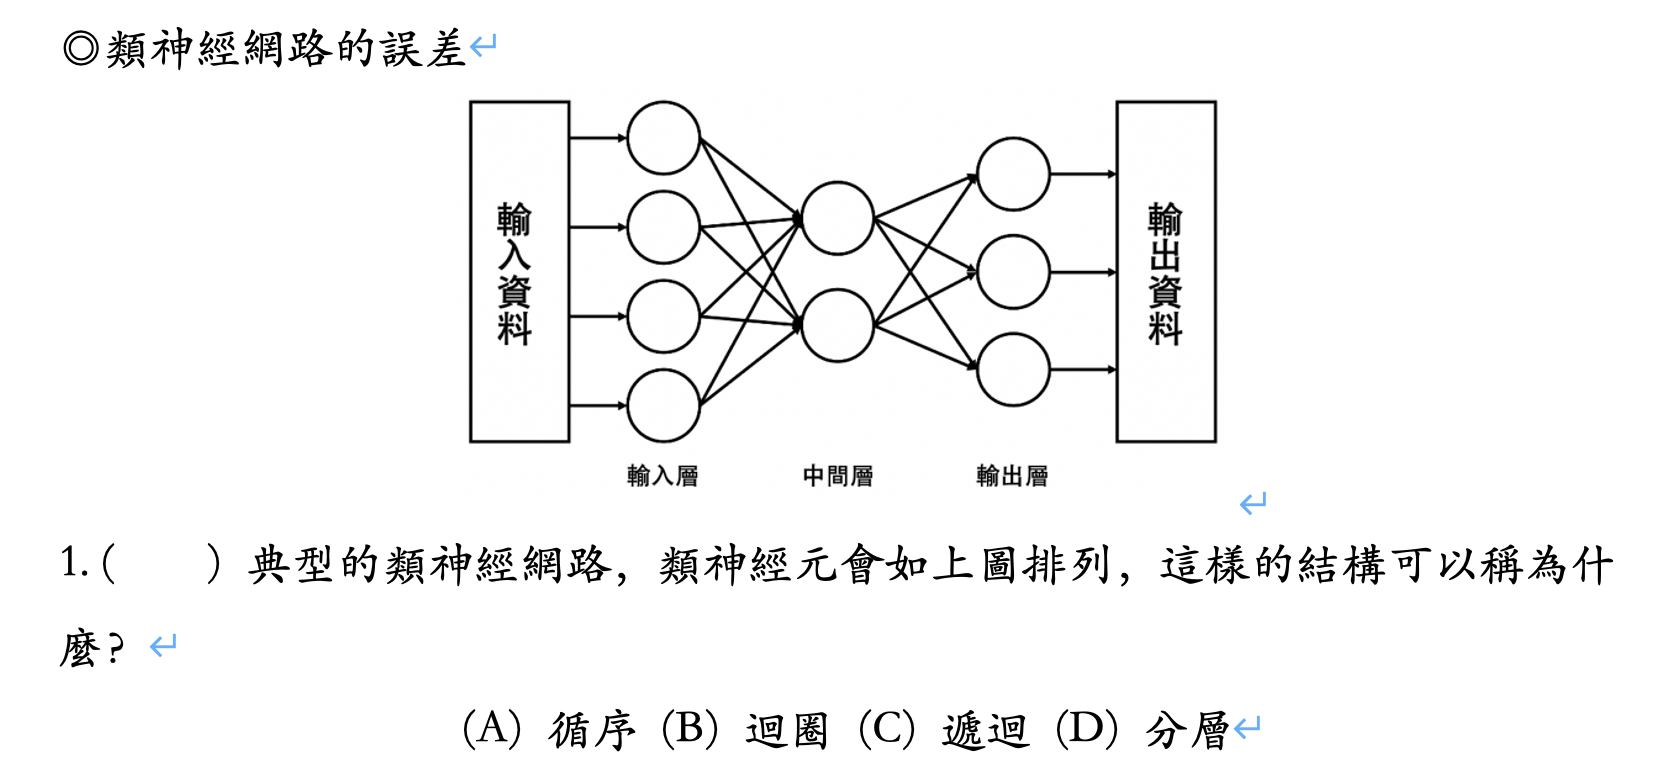 ◎類神經網路的誤差
輸入資料
輸出資料
輸入層
中間層
輸出層
1.(　　) 典型的類神經網路，類神經元會如上圖排列，這樣的結構可以稱為什
麼?
(A) 循序 (B) 迴圈 (C) 遞迴 (D) 分層